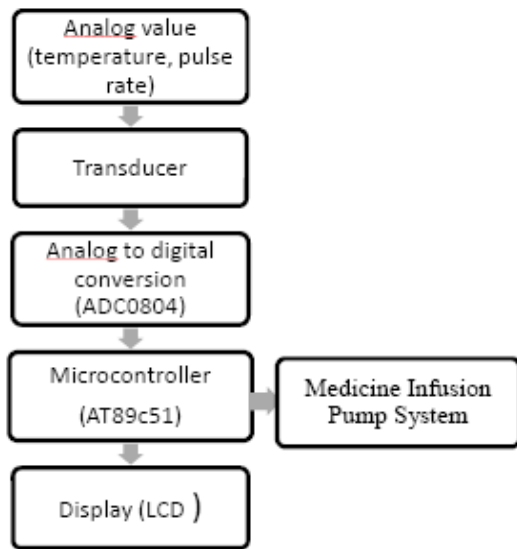 Analog value
(temperature, pulse
rate)
Transducer
Analog to digital
conversion
(ADC0804)
Microcontroller
(AT89c51)
Medicine Infusion
Pump System
Display (LCD )